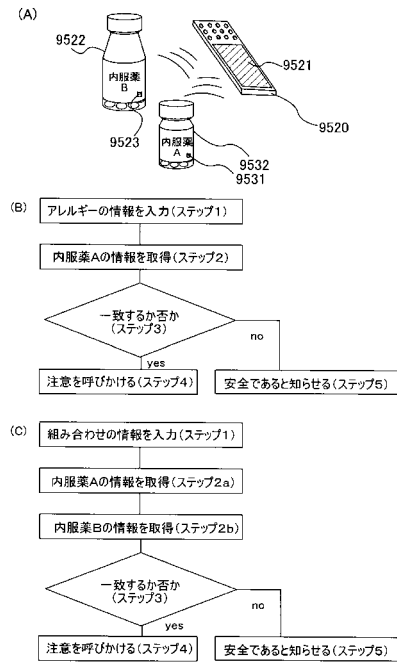 (A)
9522
内服薬
B
9521
9523
内服薬
A
9532
9531
9520
(B)
アレルギーの情報を入力(ステップ1)
内服薬Aの情報を取得(ステップ2)
一致するか否か
(ステップ3)
no
yes
注意を呼びかける(ステップ4)
安全であると知らせる(ステップ5)
(C)
組み合わせの情報を入力(ステップ1)
内服薬Aの情報を取得(ステップ2a)
内服薬Bの情報を取得(ステップ2b)
一致するか否か
(ステップ3)
no
yes
注意を呼びかける(ステップ4)
安全であると知らせる(ステップ5)